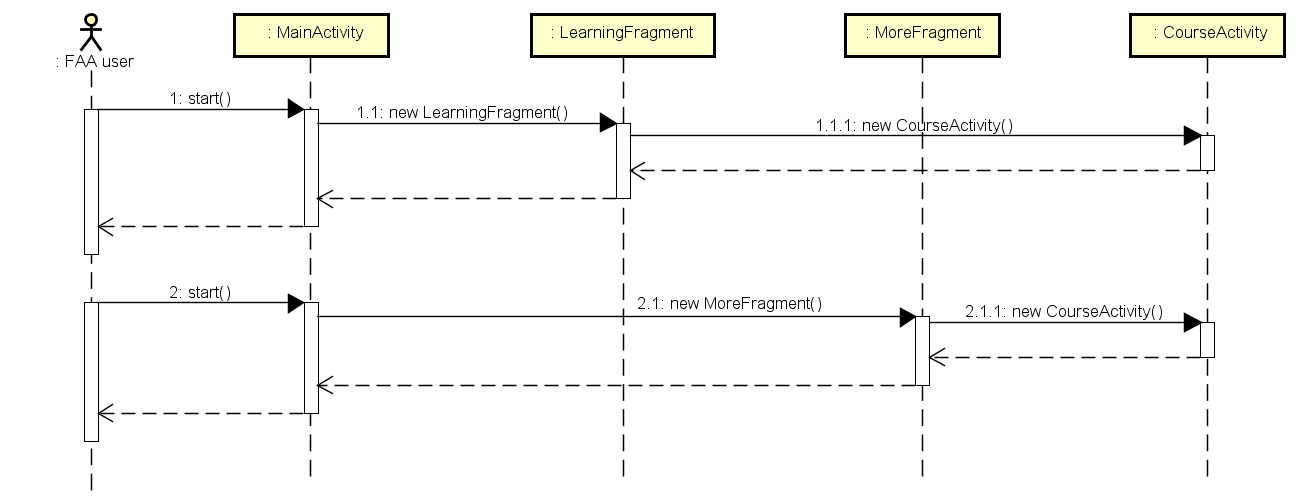 : FAA user
: MainActivity
: LearningFragment
: MoreFragment
: CourseActivity
1: start()
1.1: new LearningFragment()
1.1.1: new CourseActivity()
2: start()
2.1: new MoreFragment()
2.1.1: new CourseActivity()